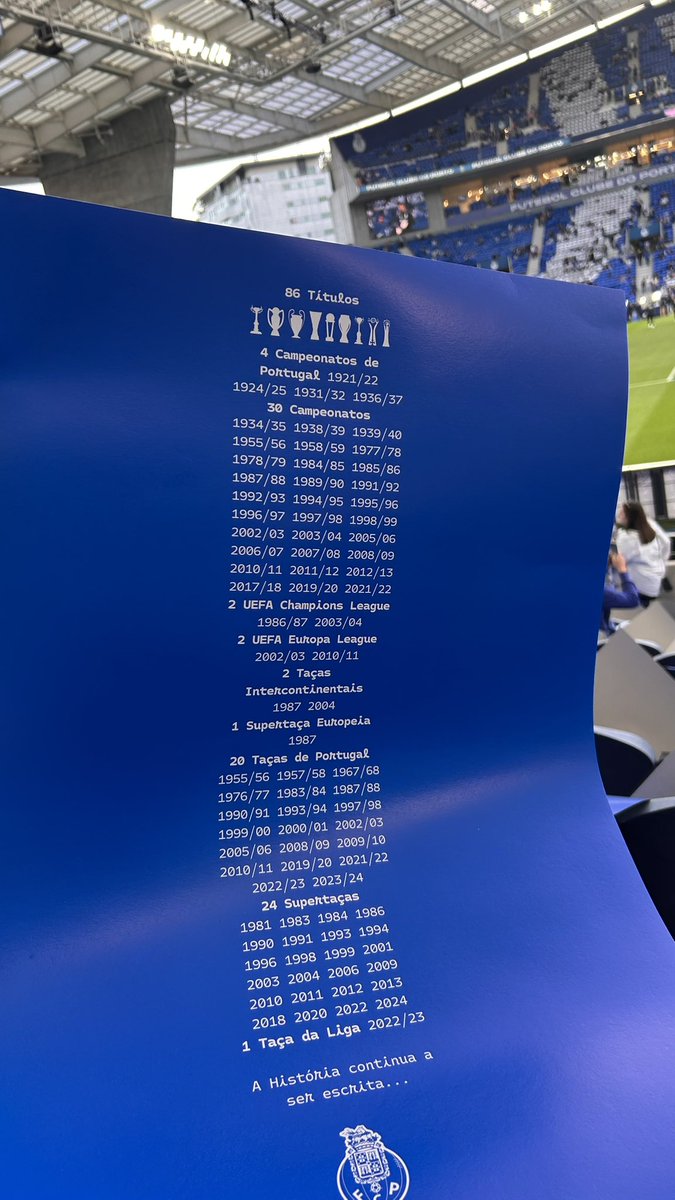 FUTEBOL CLUBE DO PORT
86 Títulos
4 Campeonatos de
Portugal 1921/22
1924/25 1931/32 1936/37
30 Campeonatos
1934/35 1938/39 1939/40
1955/56 1958/59 1977/78
1978/79 1984/85 1985/86
1987/88 1989/90 1991/92
1992/93 1994/95 1995/96
1996/97 1997/98 1998/99
2002/03 2003/04 2005/06
2006/07 2007/08 2008/09
2010/11 2011/12 2012/13
2017/18 2019/20 2021/22
2 UEFA Champions League
1986/87 2003/04
2 UEFA Europa League
2002/03 2010/11
2 Taças
Intercontinentais
1987 2004
1 Supertaça Europeia
1987
20 Taças de Portugal
1955/56 1957/58 1967/68
1976/77 1983/84 1987/88
1990/91 1993/94 1997/98
1999/00 2000/01 2002/03
2005/06 2008/09 2009/10
2010/11 2019/20 2021/22
2022/23 2023/24
24 Supertaças
1981 1983 1984 1986
1990 1991 1993 1994
1996 1998 1999 2001
2003 2004 2006 2009
2010 2011 2012 2013
2018 2020 2022 2024
1 Taça da Liga 2022/23
A História continua a
ser escrita...
F C P